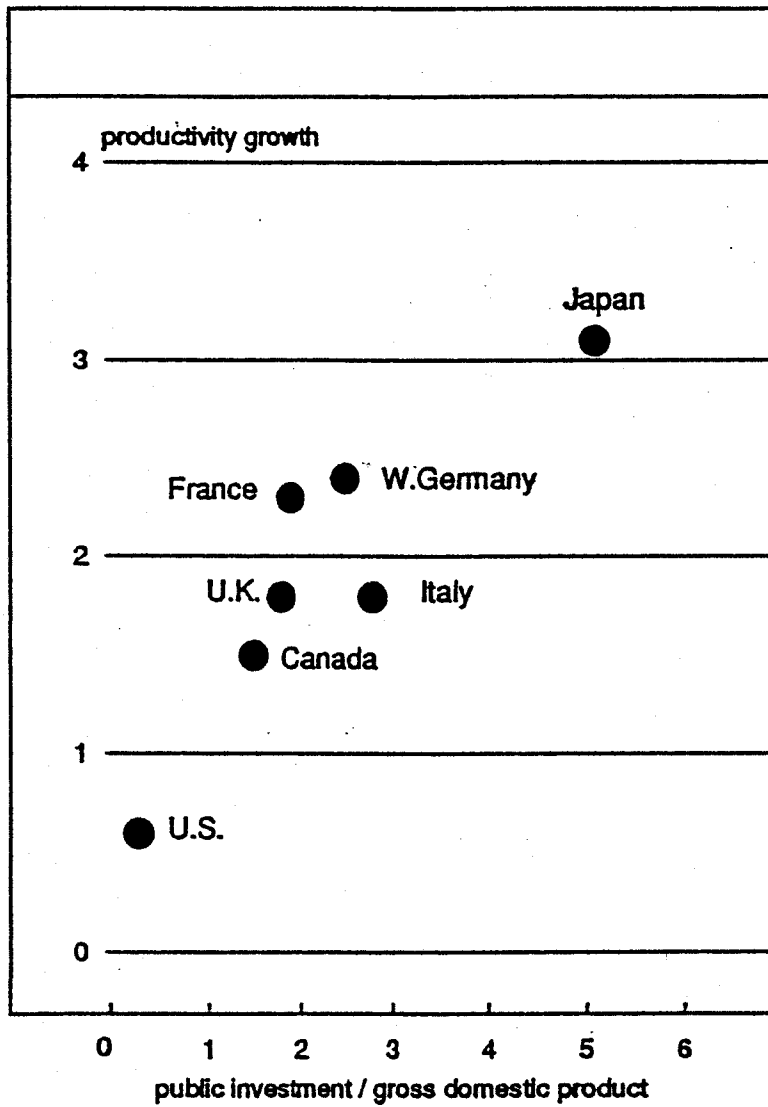 productivity growth
4
Japan
3
France
W.Germany
2
U.K.
Italy
Canada
1
U.S.
0
0 1 2 3 4 5 6
public investment / gross domestic product